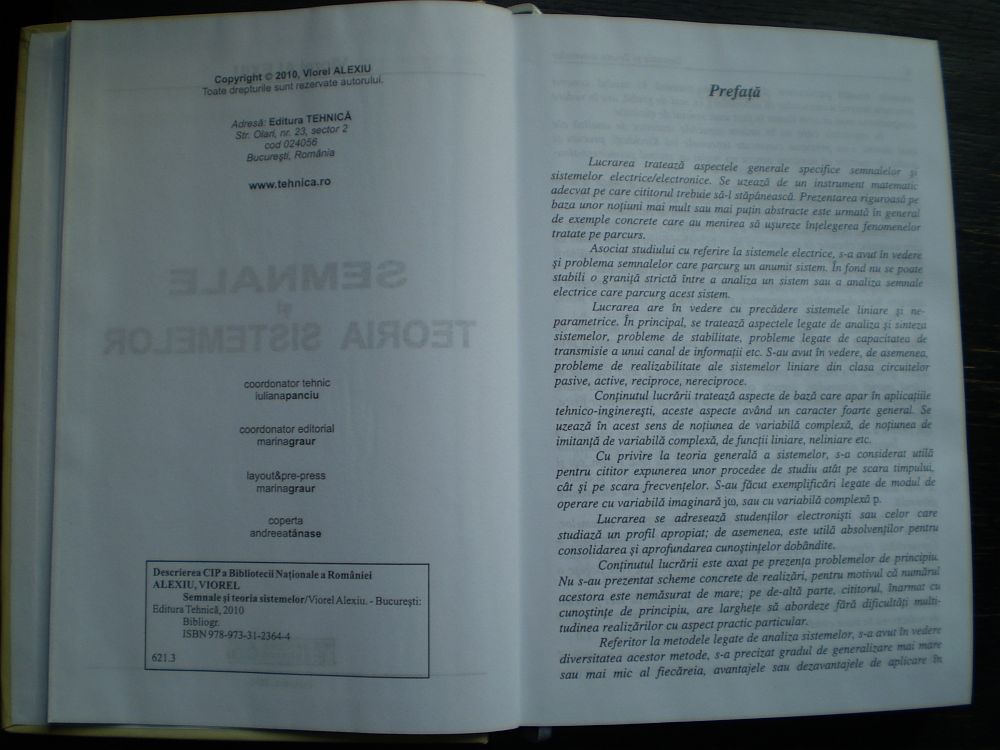 Copyright © 2010, Viorel ALEXIU
Toate drepturile sunt rezervate autorului.
Adresă: Editura TEHNICĂ
Str. Olari, nr. 23, sector 2
cod 024056
Bucureşti, România
www.tehnica.ro
SEMNALE
şi
TEORIA SISTEMELOR
coordonator tehnic
iulianapanciu
coordonator editorial
marinagraur
layout&pre-press
marinagraur
coperta
andreeatănase
Descrierea CIP a Bibliotecii Naţionale a României
ALEXIU, VIOREL
Semnale şi teoria sistemelor/Viorel Alexiu. - Bucureşti:
Editura Tehnică, 2010
Bibliogr.
ISBN 978-973-31-2364-4
621.3
Prefaţă
Lucrarea tratează aspectele generale specifice semnalelor şi
sistemelor electrice/electronice. Se uzează de un instrument matematic
adecvat pe care cititorul trebuie să-l stăpânească. Prezentarea riguroasă pe
baza unor noţiuni mai mult sau mai puţin abstracte este urmată în general
de exemple concrete care au menirea să uşureze înţelegerea fenomenelor
tratate pe parcurs.
Asociat studiului cu referire la sistemele electrice, s-a avut în vedere
şi problema semnalelor care parcurg un anumit sistem. În fond nu se poate
stabili o graniţă strictă între a analiza un sistem sau a analiza semnale
electrice care parcurg acest sistem.
Lucrarea are în vedere cu precădere sistemele liniare şi ne-
parametrice. În principal, se tratează aspectele legate de analiza şi sinteza
sistemelor, probleme de stabilitate, probleme legate de capacitatea de
transmisie a unui canal de informaţii etc. S-au avut în vedere, de asemenea,
probleme de realizabilitate ale sistemelor liniare din clasa circuitelor
pasive, active, reciproce, nereciproce.
Conţinutul lucrării tratează aspecte de bază care apar în aplicaţiile
tehnico-inginereşti, aceste aspecte având un caracter foarte general. Se
uzează în acest sens de noţiunea de variabilă complexă, de noţiunea de
imitanţă de variabilă complexă, de funcţii liniare, neliniare etc.
Cu privire la teoria generală a sistemelor, s-a considerat utilă
pentru cititor expunerea unor procedee de studiu atât pe scara timpului,
cât şi pe scara frecvenţelor. S-au făcut exemplificări legate de modul de
operare cu variabilă imaginară jω, sau cu variabilă complexă p.
Lucrarea se adresează studenţilor electronişti sau celor care
studiază un profil apropiat; de asemenea, este utilă absolvenţilor pentru
consolidarea şi aprofundarea cunoştinţelor dobândite.
Conţinutul lucrării este axat pe prezenţa problemelor de principiu.
Nu s-au prezentat scheme concrete de realizări, pentru motivul că numărul
acestora este nemăsurat de mare; pe de-altă parte, cititorul, înarmat cu
cunoştinţe de principiu, are larghețe să abordeze fără dificultăţi mul-
tudinea realizărilor cu aspect practic particular.
Referitor la metodele legate de analiza sistemelor, s-a avut în vedere
diversitatea acestor metode, s-a precizat gradul de generalizare mai mare
sau mai mic al fiecăreia, avantajele sau dezavantajele de aplicare în